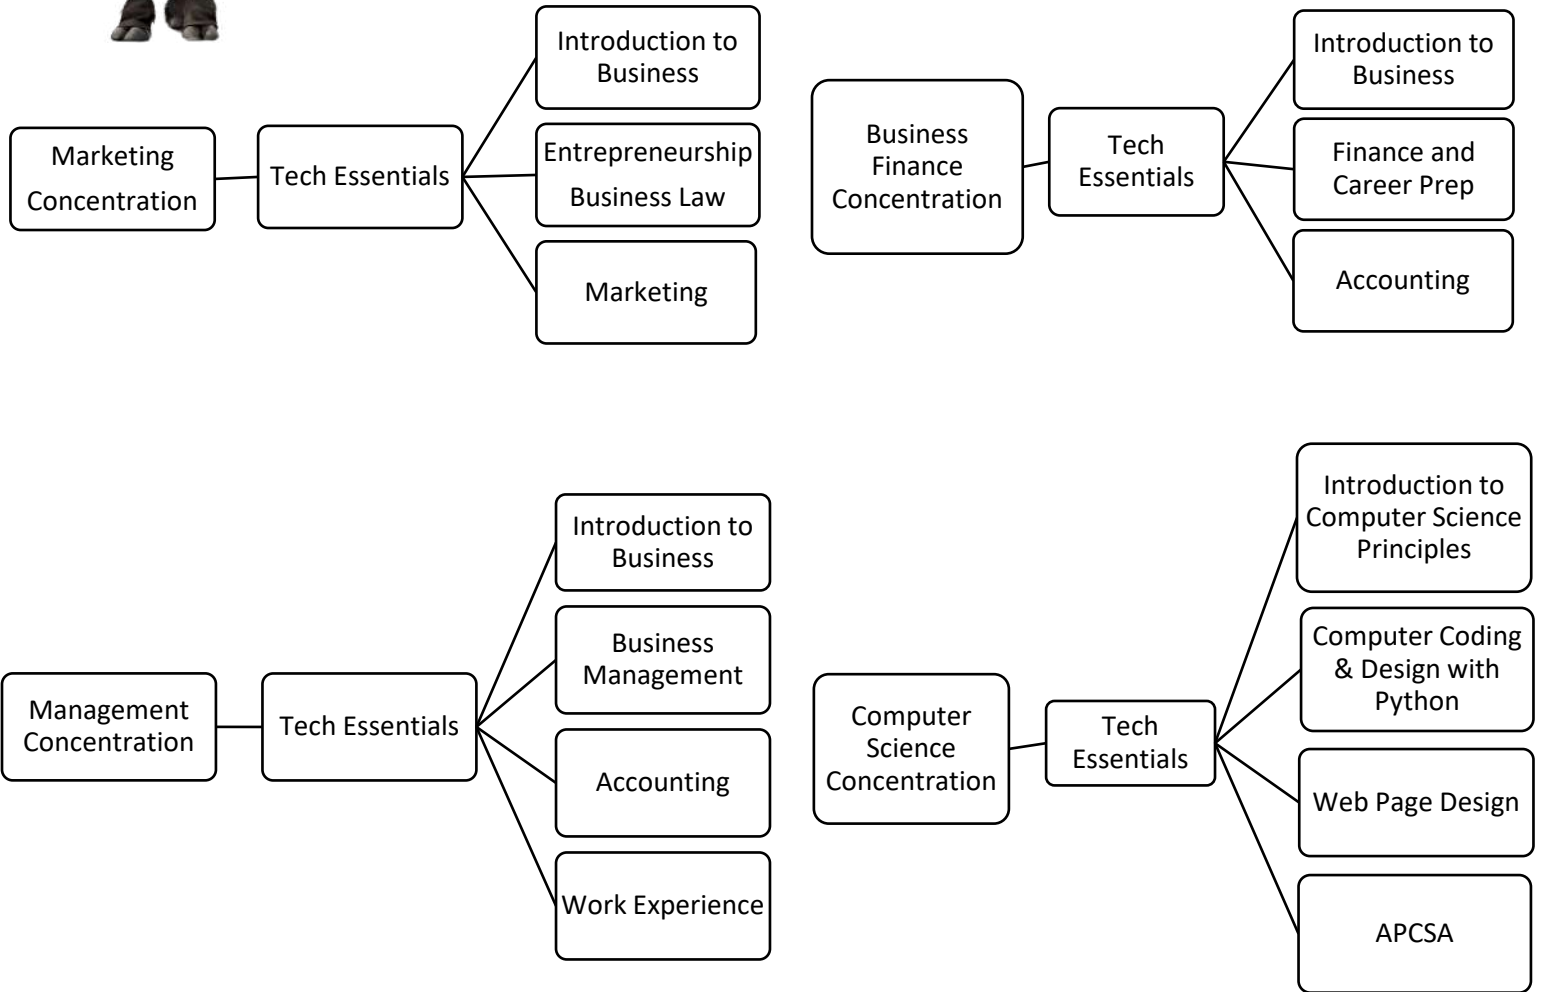 Marketing
Concentration
Tech Essentials
Introduction to
Business
Entrepreneurship
Business Law
Marketing
Business
Finance
Concentration
Tech
Essentials
Introduction to
Business
Finance and
Career Prep
Accounting
Management
Concentration
Tech Essentials
Introduction to
Business
Business
Management
Accounting
Work Experience
Computer
Science
Concentration
Tech
Essentials
Introduction to
Computer Science
Principles
Computer Coding
& Design with
Python
Web Page Design
APCSA